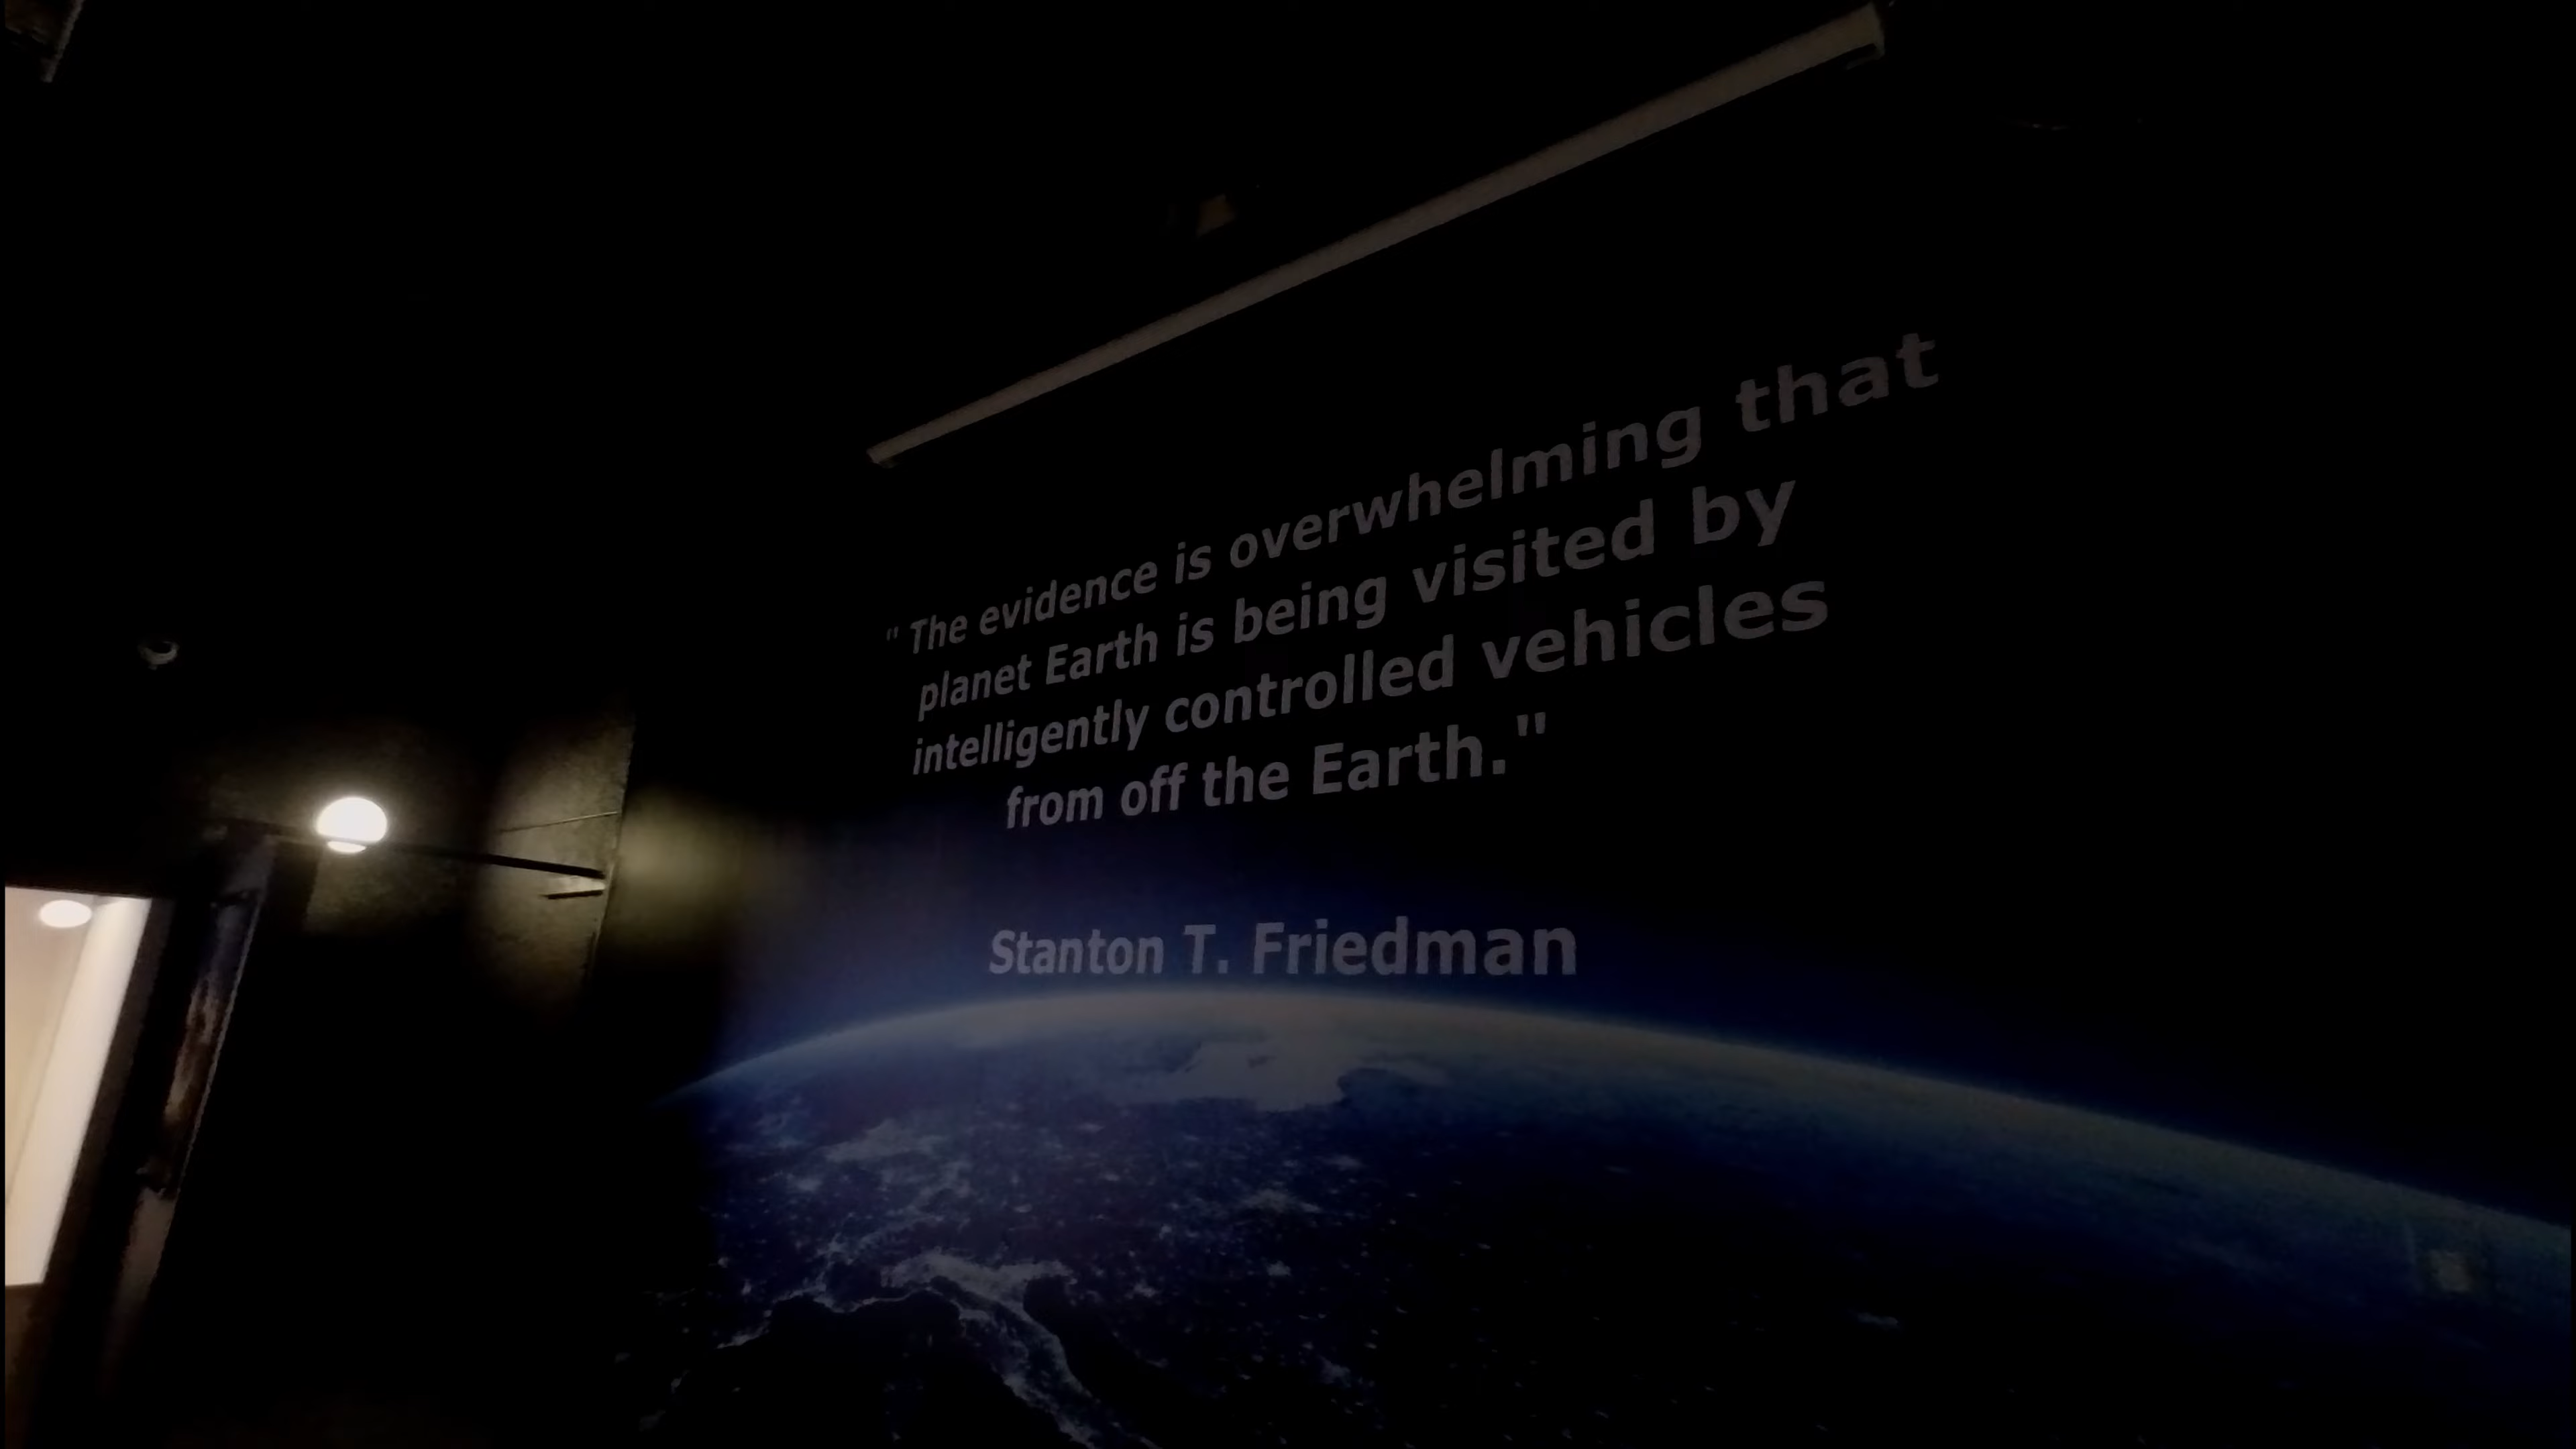 " The evidence is overwhelming that
planet Earth is being visited by
intelligently controlled vehicles
from off the Earth."
Stanton T. Friedman